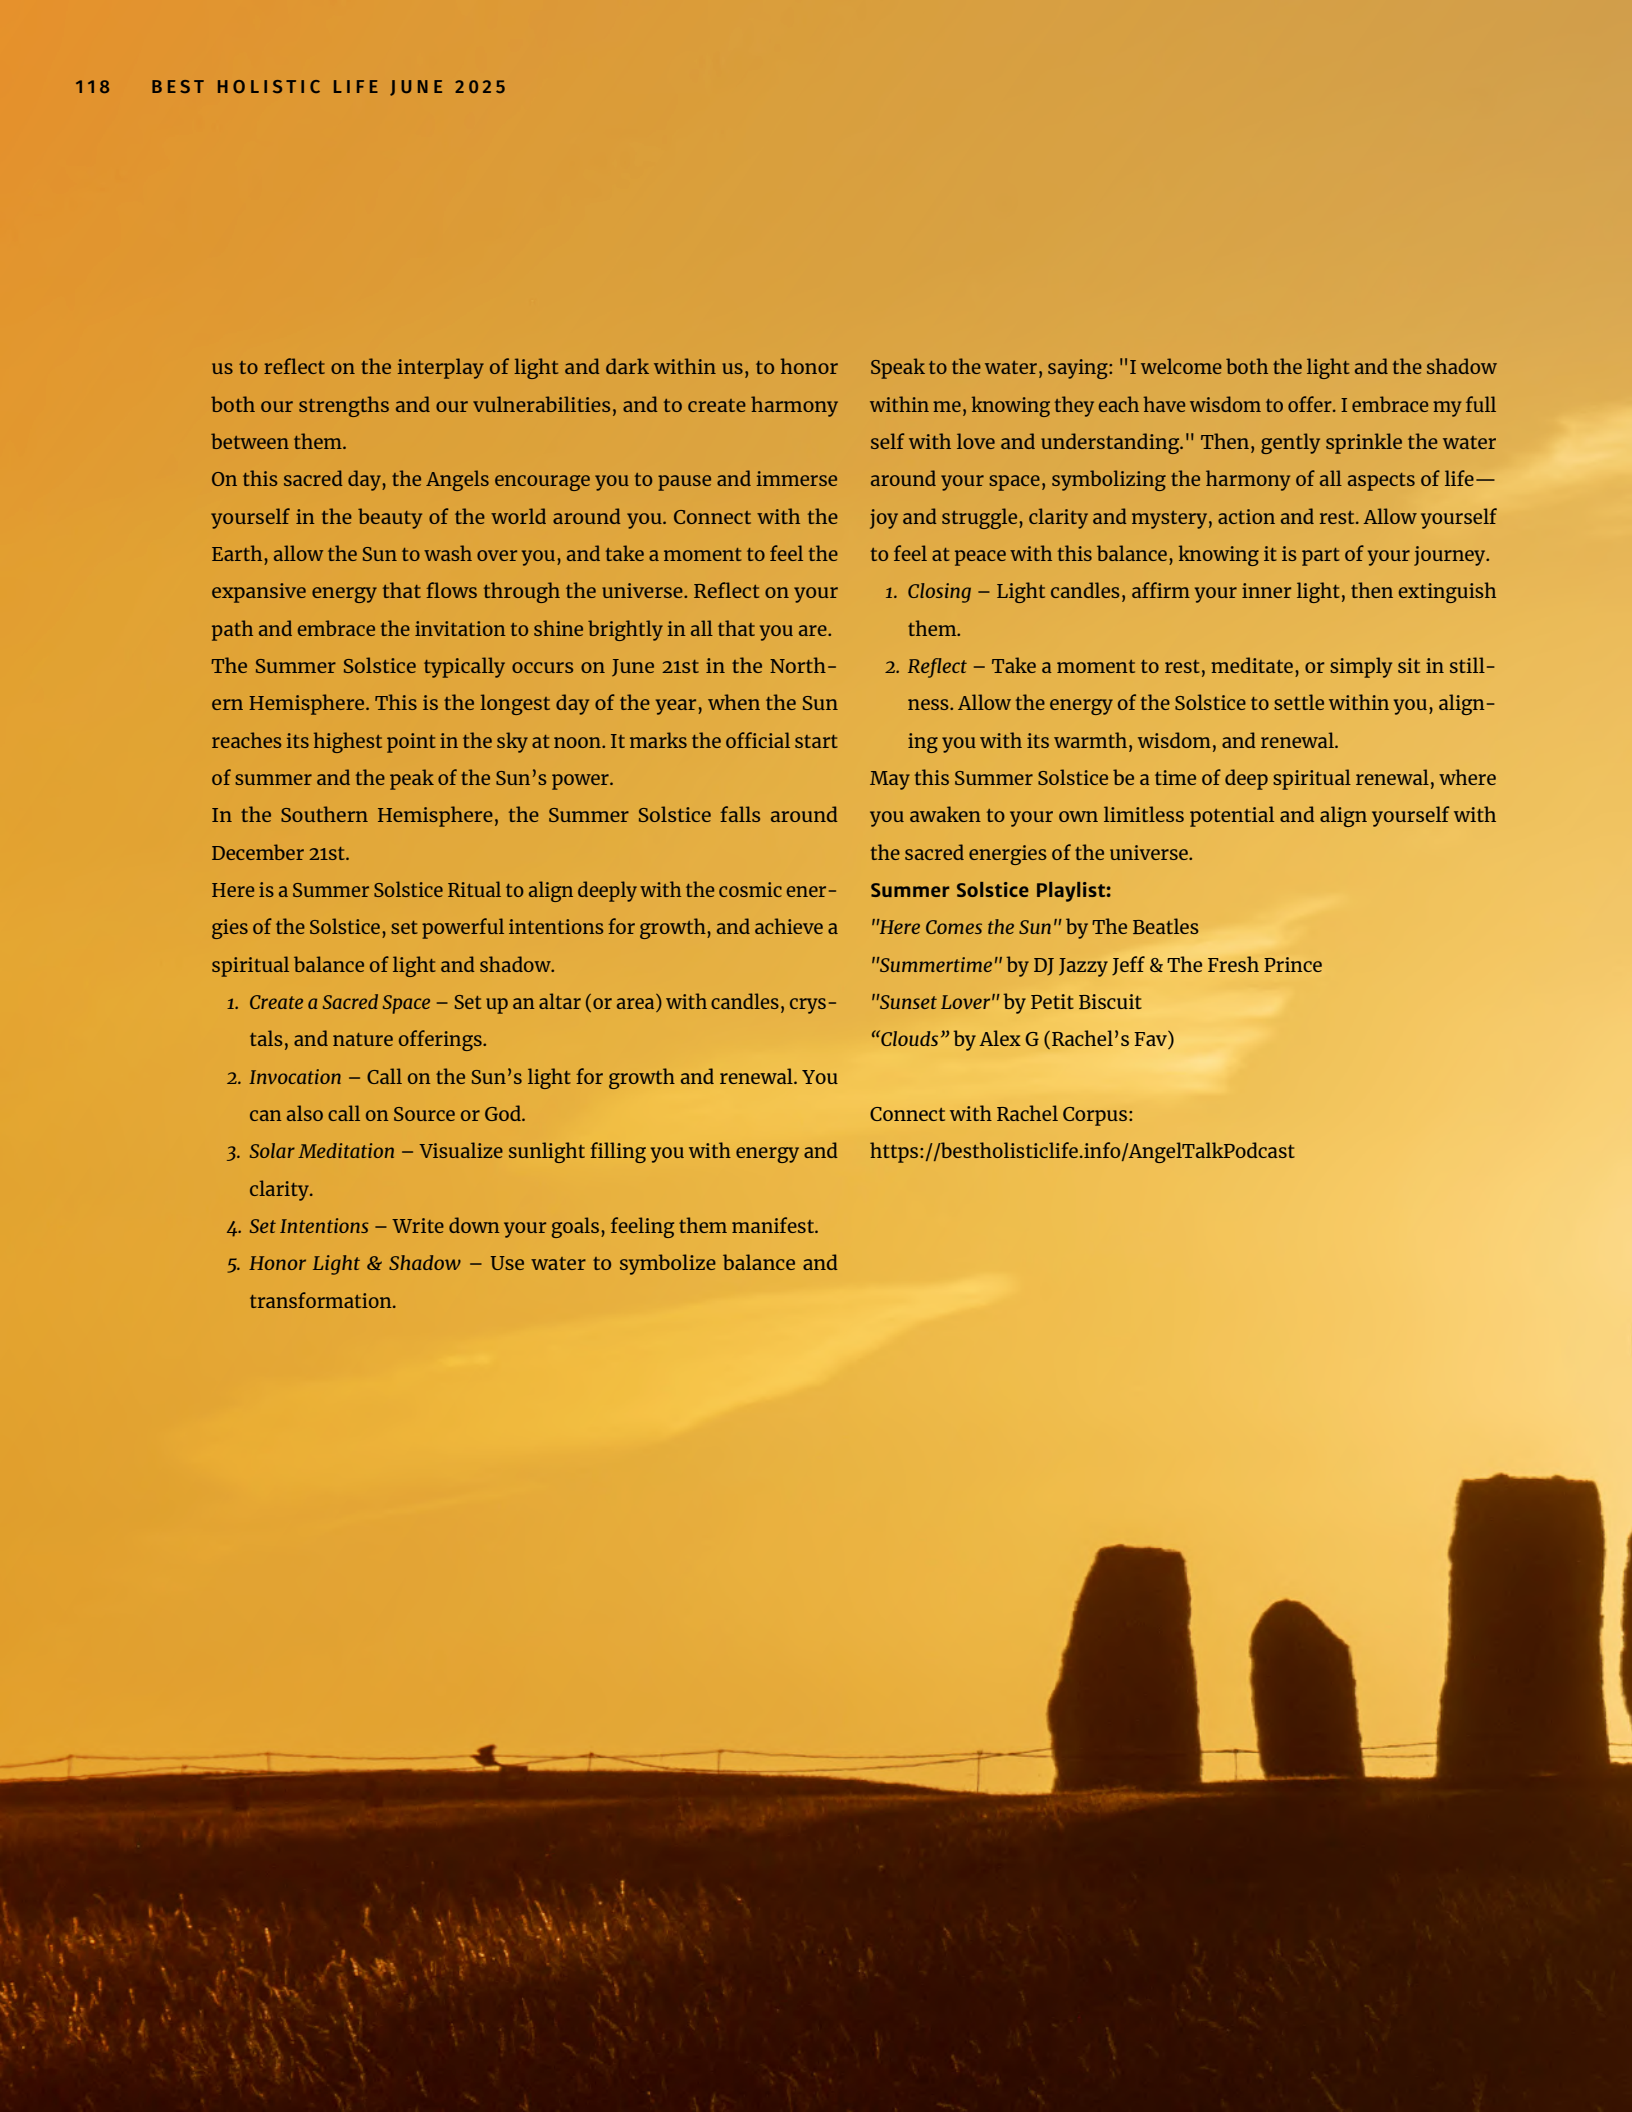 118 BEST HOLISTIC LIFE JUNE 2025
us to reflect on the interplay of light and dark within us, to honor
both our strengths and our vulnerabilities, and to create harmony
between them.
On this sacred day, the Angels encourage you to pause and immerse
yourself in the beauty of the world around you. Connect with the
Earth, allow the Sun to wash over you, and take a moment to feel the
expansive energy that flows through the universe. Reflect on your
path and embrace the invitation to shine brightly in all that you are.
The Summer Solstice typically occurs on June 21st in the North-
ern Hemisphere. This is the longest day of the year, when the Sun
reaches its highest point in the sky at noon. It marks the official start
of summer and the peak of the Sun’s power.
In the Southern Hemisphere, the Summer Solstice falls around
December 21st.
Here is a Summer Solstice Ritual to align deeply with the cosmic ener-
gies of the Solstice, set powerful intentions for growth, and achieve a
spiritual balance of light and shadow.
1. Create a Sacred Space – Set up an altar (or area) with candles, crys-
tals, and nature offerings.
2. Invocation – Call on the Sun’s light for growth and renewal. You
can also call on Source or God.
3. Solar Meditation – Visualize sunlight filling you with energy and
clarity.
4. Set Intentions – Write down your goals, feeling them manifest.
5. Honor Light & Shadow – Use water to symbolize balance and
transformation.
Speak to the water, saying: "I welcome both the light and the shadow
within me, knowing they each have wisdom to offer. I embrace my full
self with love and understanding." Then, gently sprinkle the water
around your space, symbolizing the harmony of all aspects of life—
joy and struggle, clarity and mystery, action and rest. Allow yourself
to feel at peace with this balance, knowing it is part of your journey.
1. Closing – Light candles, affirm your inner light, then extinguish
them.
2. Reflect – Take a moment to rest, meditate, or simply sit in still-
ness. Allow the energy of the Solstice to settle within you, align-
ing you with its warmth, wisdom, and renewal.
May this Summer Solstice be a time of deep spiritual renewal, where
you awaken to your own limitless potential and align yourself with
the sacred energies of the universe.
Summer Solstice Playlist:
"Here Comes the Sun" by The Beatles
"Summertime" by DJ Jazzy Jeff & The Fresh Prince
"Sunset Lover" by Petit Biscuit
“Clouds” by Alex G (Rachel’s Fav)
Connect with Rachel Corpus:
https://bestholisticlife.info/AngelTalkPodcast